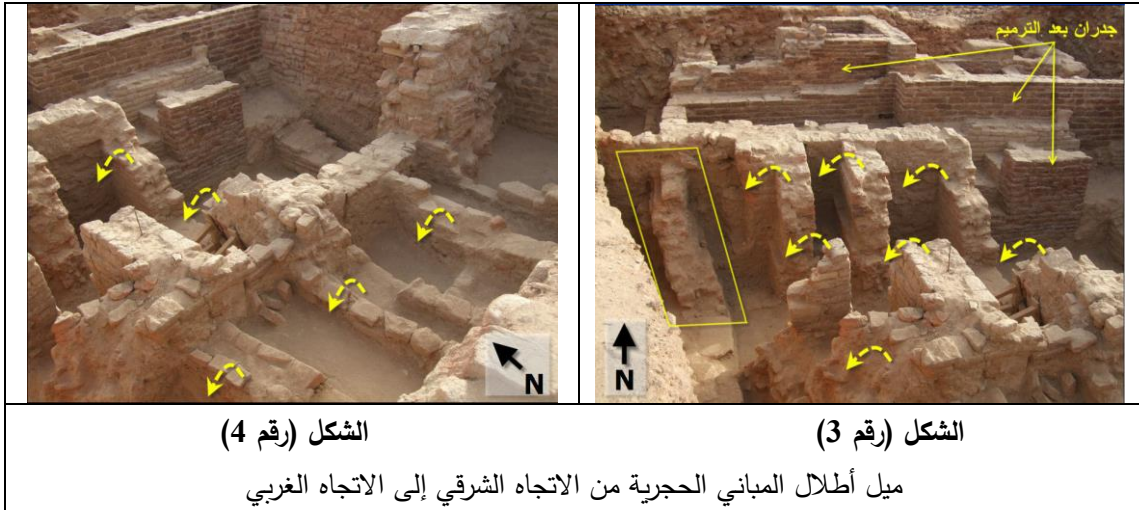 جدران بعد الترميم
N
N
الشكل (رقم 3)
الشكل (رقم 4)
ميل أطلال المباني الحجرية من الاتجاه الشرقي إلى الاتجاه الغربي